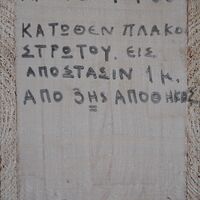 ΚΑΤΩΘΕΝ ΠΛΑΚΟ
ΣΤΡΩΤΟΥ. ΕΙΣ
ΑΠΟΣΤΑΣΙΝ 1 Κ.
ΑΠΟ 3ΗΣ ΑΠΟΘΗΚΗΣ